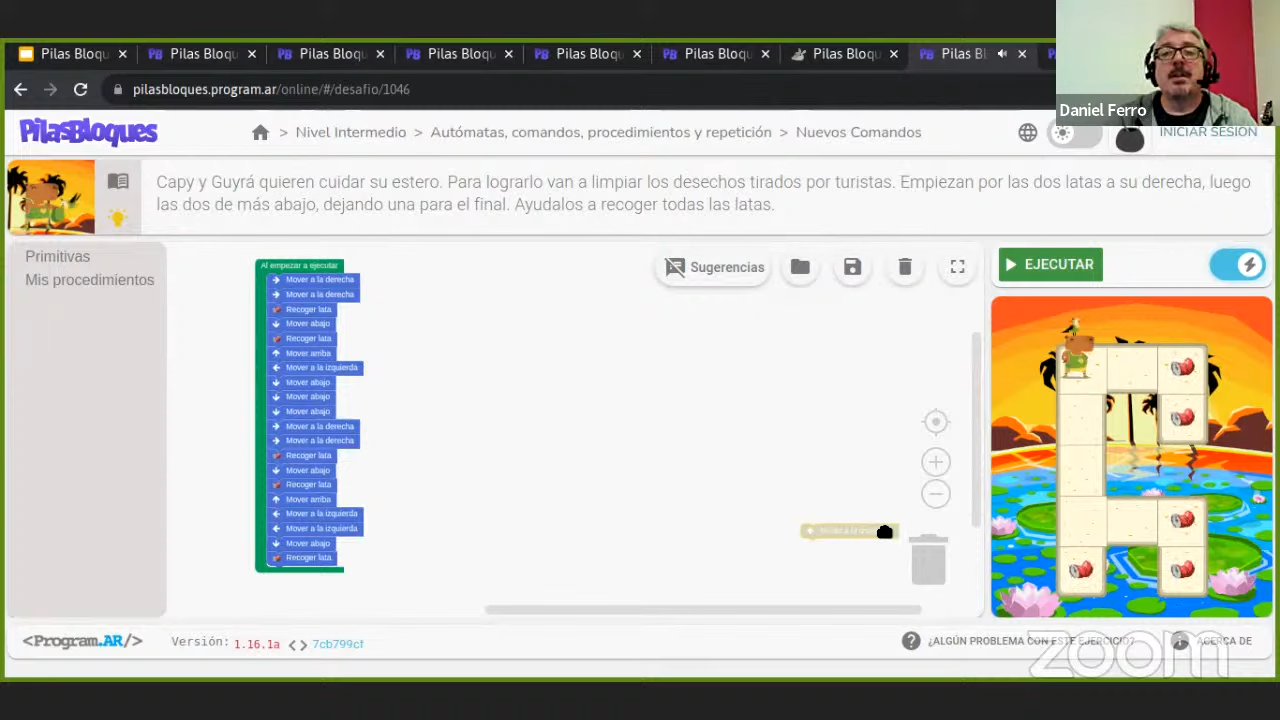 Pilas Bloqu
Pilas Bloqu
Pilas Bloqu
Pilas Bloqu
Pilas Bloqu
Pilas Bloqu
Pilas Bloqu
Pilas Bl
Daniel Ferro
pilasbloques.program.ar/online/#/desafio/1046
PilasBloques
> Nivel Intermedio > Autómatas, comandos, procedimientos y repetición > Nuevos Comandos
INICIAR SESIÓN
Capy y Guyrá quieren cuidar su estero. Para lograrlo van a limpiar los desechos tirados por turistas. Empiezan por las dos latas a su derecha, luego
las dos de más abajo, dejando una para el final. Ayudalos a recoger todas las latas.
Primitivas
Mis procedimientos
Al empezar a ejecutar
Mover a la derecha
Mover a la derecha
Recoger lata
Mover abajo
Recoger lata
Mover arriba
Mover a la izquierda
Mover abajo
Mover abajo
Mover abajo
Mover a la derecha
Mover a la derecha
Recoger lata
Mover abajo
Recoger lata
Mover arriba
Mover a la izquierda
Mover a la izquierda
Mover abajo
Recoger lata
Sugerencias
EJECUTAR
<Program.AR/>
Versión: 1.16.1a <> 7cb799cf
¿ALGÚN PROBLEMA CON ESTE EJERCICIO?
ACERCA DE
zoom